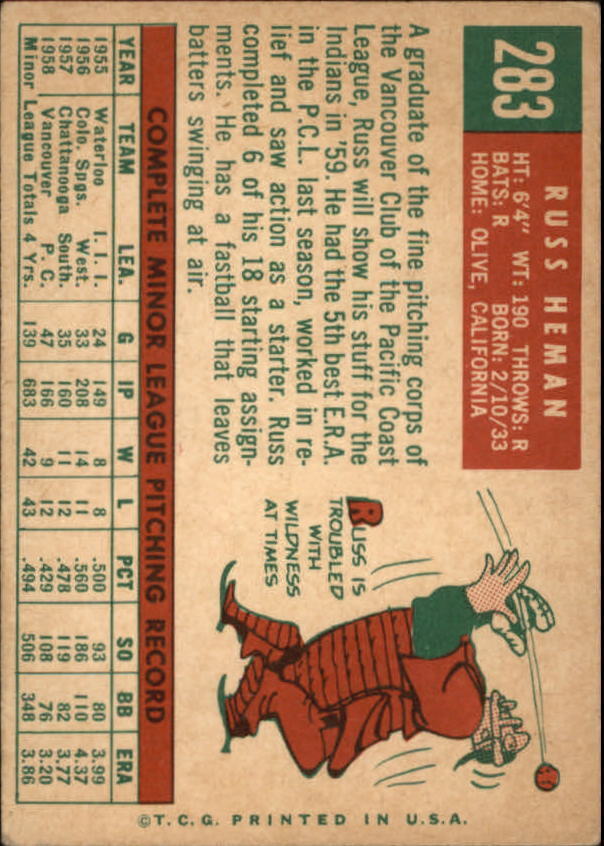 283
RUSS HEMAN
HT: 6'4" WT: 190 THROWS: R
BATS: R BORN: 2/10/33
HOME: OLIVE, CALIFORNIA
A graduate of the fine pitching corps of
the Vancouver Club of the Pacific Coast
League, Russ will show his stuff for the
Indians in '59. He had the 5th best E.R.A.
in the P.C.L. last season, worked in re-
lief and saw action as a starter. Russ
completed 6 of his 18 starting assign-
ments. He has a fastball that leaves
batters swinging at air.
RUSS IS
TROUBLED
WITH
WILDNESS
AT TIMES
COMPLETE MINOR LEAGUE PITCHING RECORD
YEAR TEAM LEA. G IP W L PCT SO BB ERA
1955 Waterloo I.I.I. 24 149 8 8 .500 93 80 3.99
1956 Colo. Spgs. West. 33 208 14 11 .560 186 110 4.37
1957 Chattanooga South. 35 160 11 12 .478 119 82 3.77
1958 Vancouver P.C. 47 166 9 12 .429 108 76 3.20
Minor League Totals 4 Yrs. 139 683 42 43 .494 506 348 3.86
©T.C.G. PRINTED IN U.S.A.